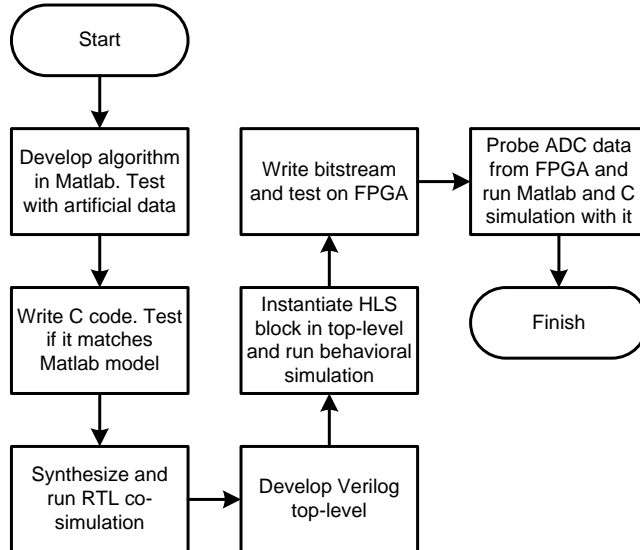 Start
Develop algorithm
in Matlab. Test
with artificial data
Write C code. Test
if it matches
Matlab model
Synthesize and
run RTL co-
simulation
Develop Verilog
top-level
Instantiate HLS
block in top-level
and run behavioral
simulation
Write bitstream
and test on FPGA
Probe ADC data
from FPGA and
run Matlab and C
simulation with it
Finish